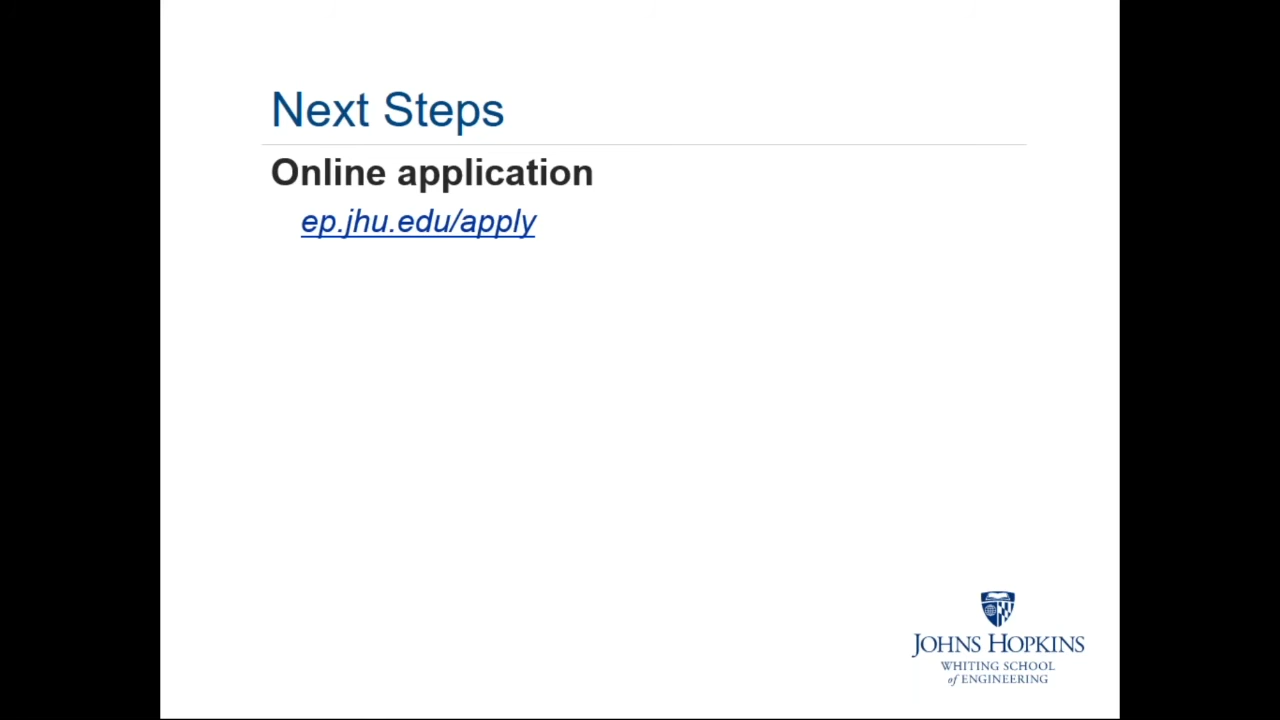 Next Steps
Online application
ep.jhu.edu/apply
JOHNS HOPKINS
WHITING SCHOOL
of ENGINEERING